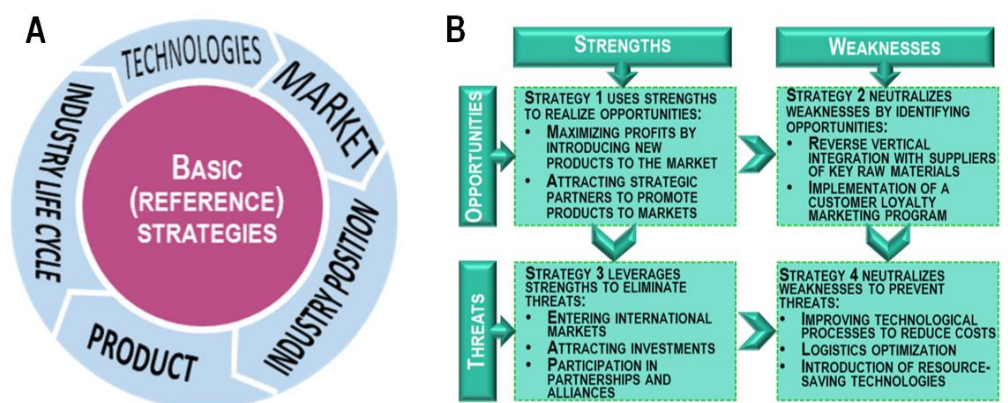 A
TECHNOLOGIES
MARKET
INDUSTRY POSITION
PRODUCT
INDUSTRY LIFE CYCLE
BASIC
(REFERENCE)
STRATEGIES
B
STRENGTHS
WEAKNESSES
OPPORTUNITIES
STRATEGY 1 USES STRENGTHS
TO REALIZE OPPORTUNITIES:
• MAXIMIZING PROFITS BY
INTRODUCING NEW
PRODUCTS TO THE MARKET
• ATTRACTING STRATEGIC
PARTNERS TO PROMOTE
PRODUCTS TO MARKETS
STRATEGY 2 NEUTRALIZES
WEAKNESSES BY IDENTIFYING
OPPORTUNITIES:
• REVERSE VERTICAL
INTEGRATION WITH SUPPLIERS
OF KEY RAW MATERIALS
• IMPLEMENTATION OF A
CUSTOMER LOYALTY
MARKETING PROGRAM
THREATS
STRATEGY 3 LEVERAGES
STRENGTHS TO ELIMINATE
THREATS:
• ENTERING INTERNATIONAL
MARKETS
• ATTRACTING INVESTMENTS
• PARTICIPATION IN
PARTNERSHIPS AND
ALLIANCES
STRATEGY 4 NEUTRALIZES
WEAKNESSES TO PREVENT
THREATS:
• IMPROVING TECHNOLOGICAL
PROCESSES TO REDUCE COSTS
• LOGISTICS OPTIMIZATION
• INTRODUCTION OF RESOURCE-
SAVING TECHNOLOGIES